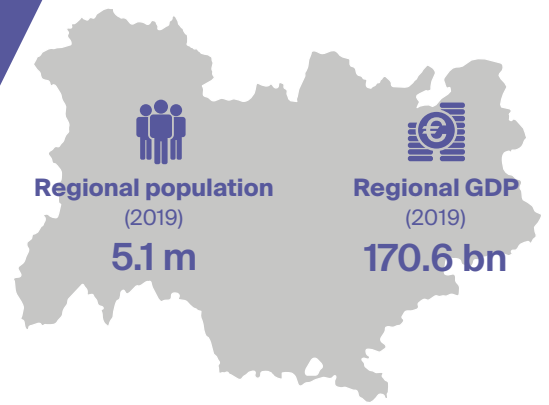 Regional population
(2019)
5.1 m
Regional GDP
(2019)
170.6 bn